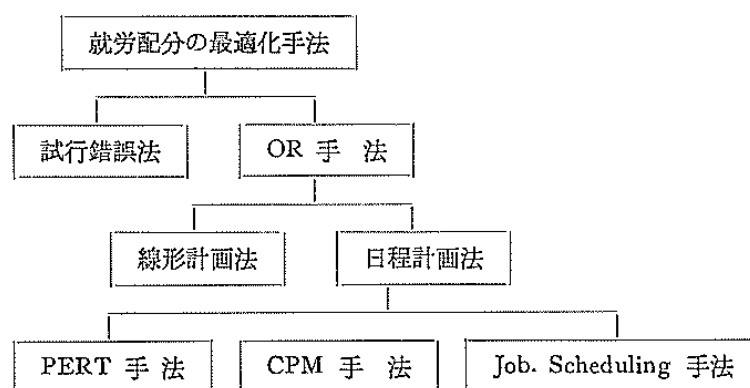 就労配分の最適化手法
試行錯誤法
OR 手 法
線形計画法
日程計画法
PERT 手 法
CPM 手 法
Job. Scheduling 手法